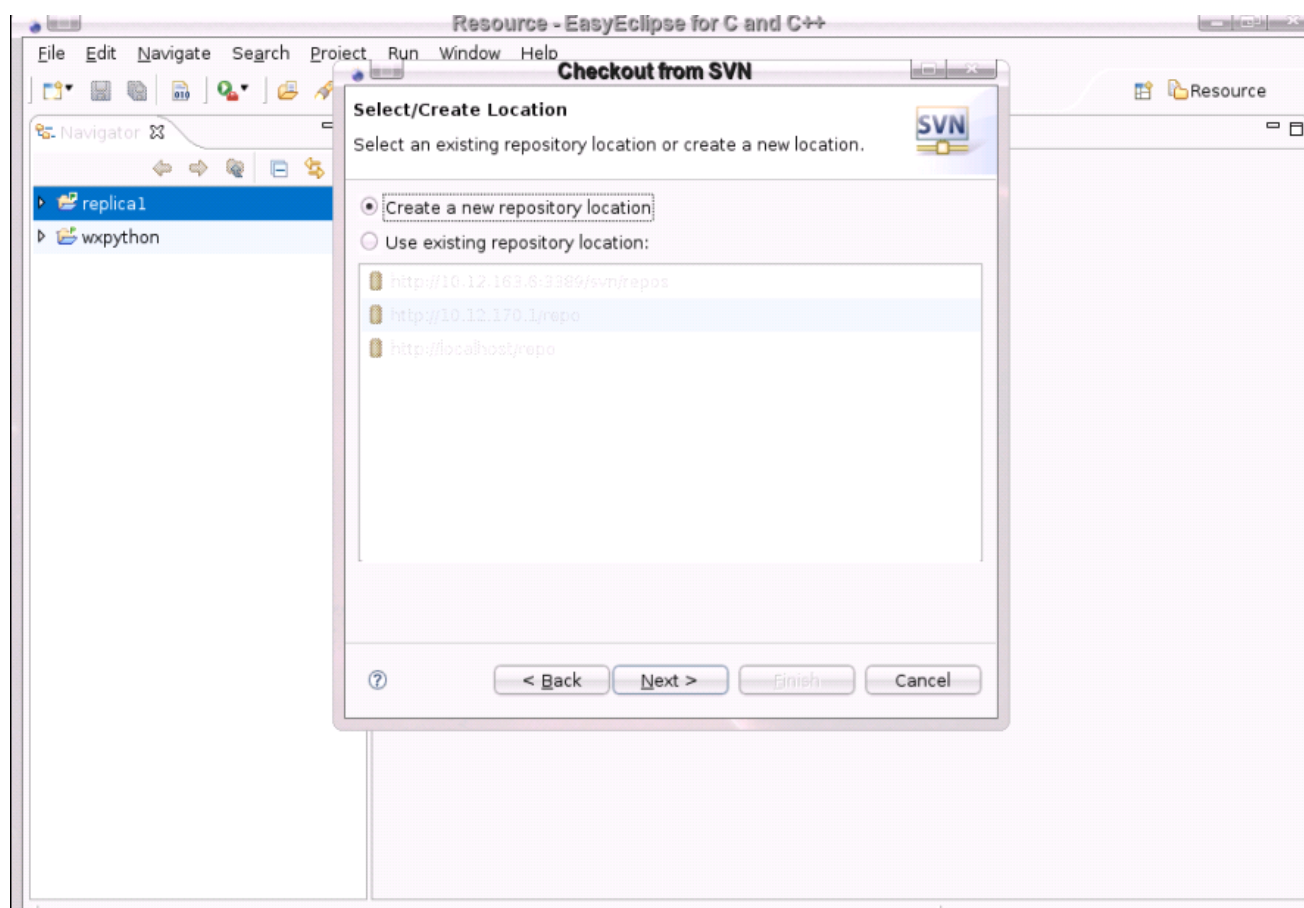 Resource - EasyEclipse for C and C++
File Edit Navigate Search Project Run Window Help
Checkout from SVN
Resource
Navigator
Select/Create Location
SVN
Select an existing repository location or create a new location.
replica1
Create a new repository location
wxpython
Use existing repository location:
http://10.12.163.6:3389/svn/repos
http://10.12.170.1/repo
http://localhost/repo
< Back Next > Finish Cancel